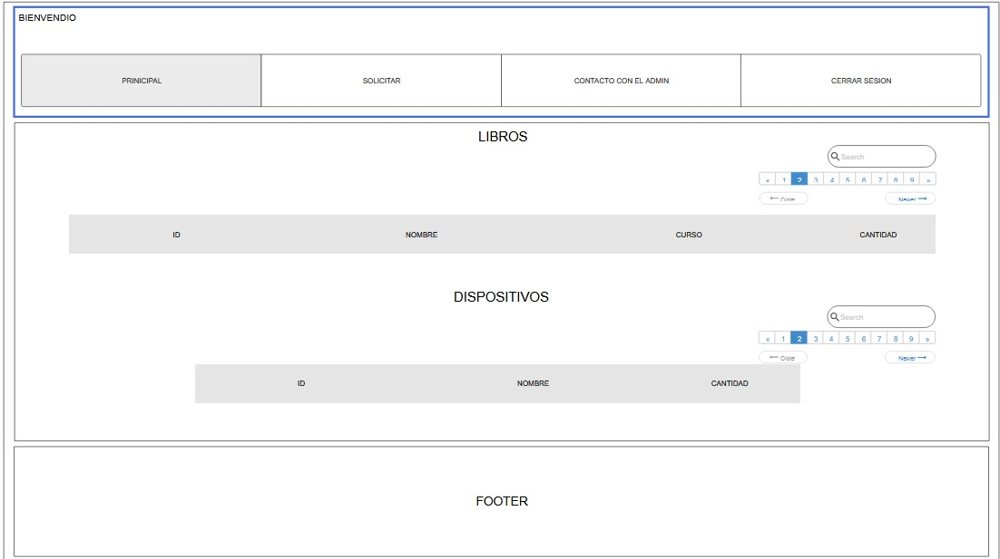 BIENVENDIO
PRINICIPAL SOLICITAR CONTACTO CON EL ADMIN CERRAR SESION
LIBROS
Search
« 1 2 3 4 5 6 7 8 9 »
← Older Newer →
ID NOMBRE CURSO CANTIDAD
DISPOSITIVOS
Search
« 1 2 3 4 5 6 7 8 9 »
← Older Newer →
ID NOMBRE CANTIDAD
FOOTER